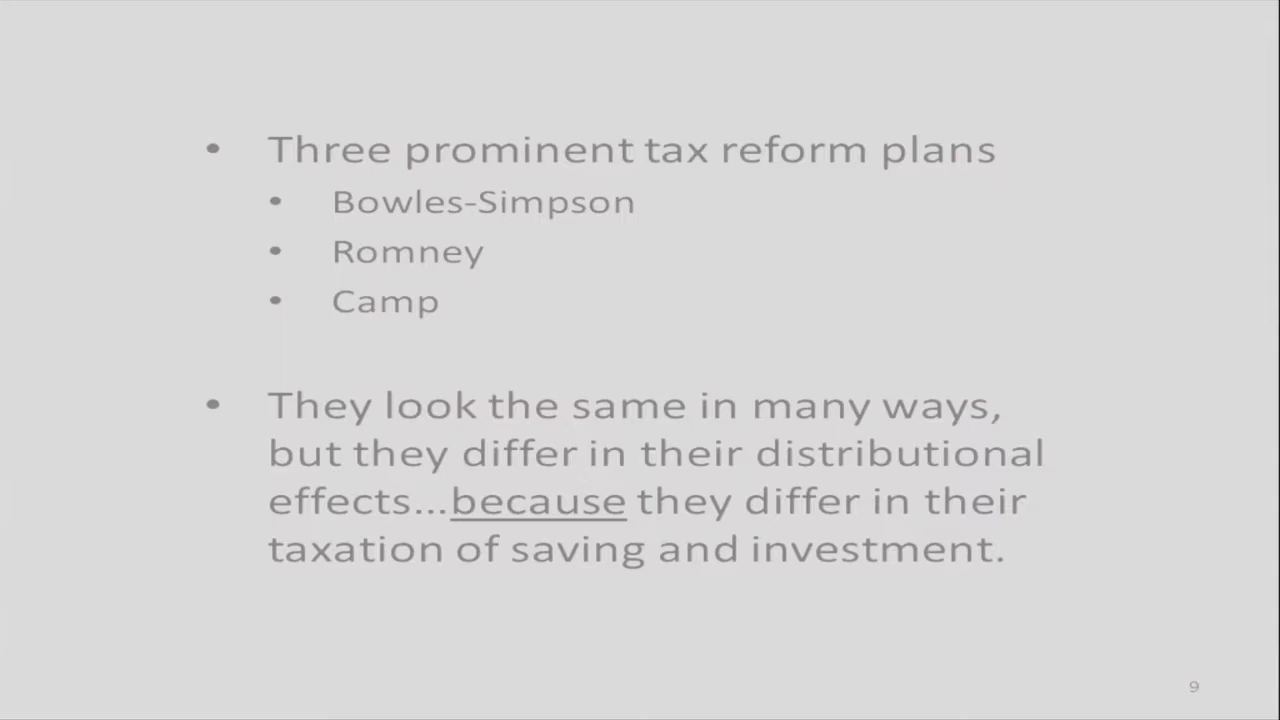 • Three prominent tax reform plans
• Bowles-Simpson
• Romney
• Camp
• They look the same in many ways,
but they differ in their distributional
effects...because they differ in their
taxation of saving and investment.
9